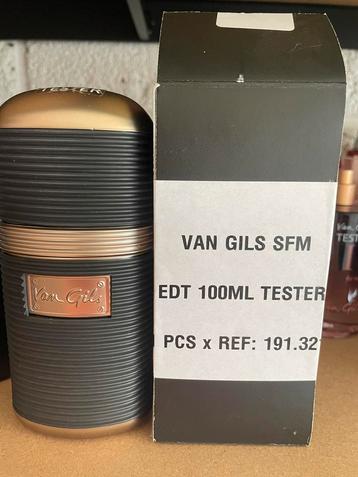 TESTER
Van Gils
VAN GILS SFM
EDT 100ML TESTER
PCS x REF: 191.32